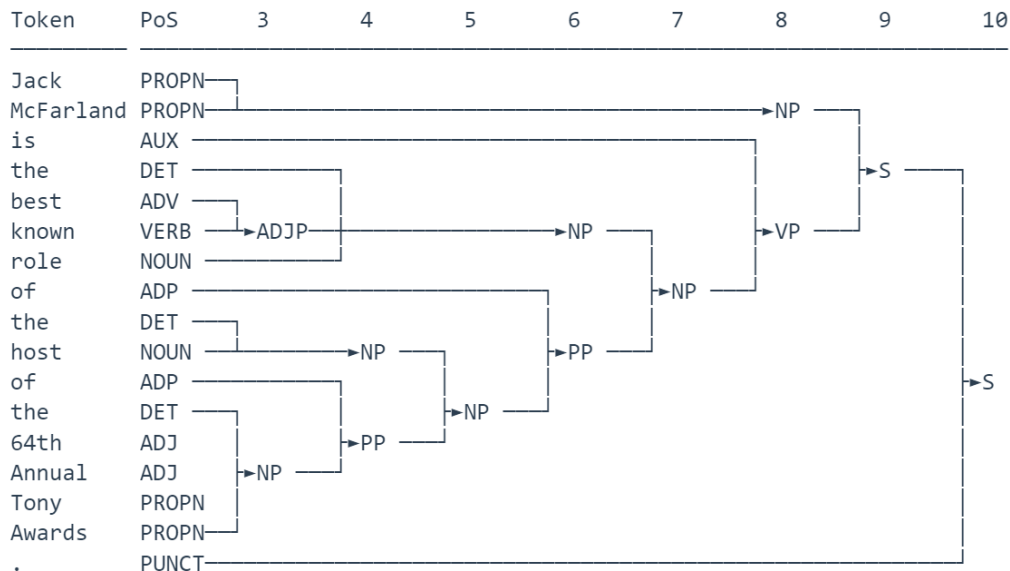 Token PoS 3 4 5 6 7 8 9 10
Jack PROPN
McFarland PROPN NP
is AUX
the DET S
best ADV
known VERB ADJP NP VP
role NOUN
of ADP NP
the DET
host NOUN NP PP
of ADP S
the DET NP
64th ADJ PP
Annual ADJ NP
Tony PROPN
Awards PROPN
. PUNCT